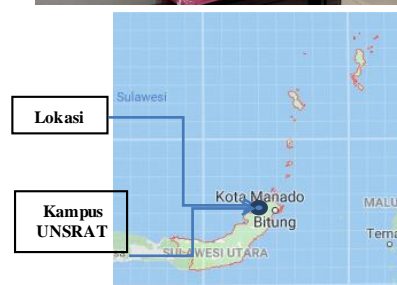 Sulawesi
Lokasi
Kota Manado
Bitung
Kampus
UNSRAT
MALU
Terna
SULAWESI UTARA